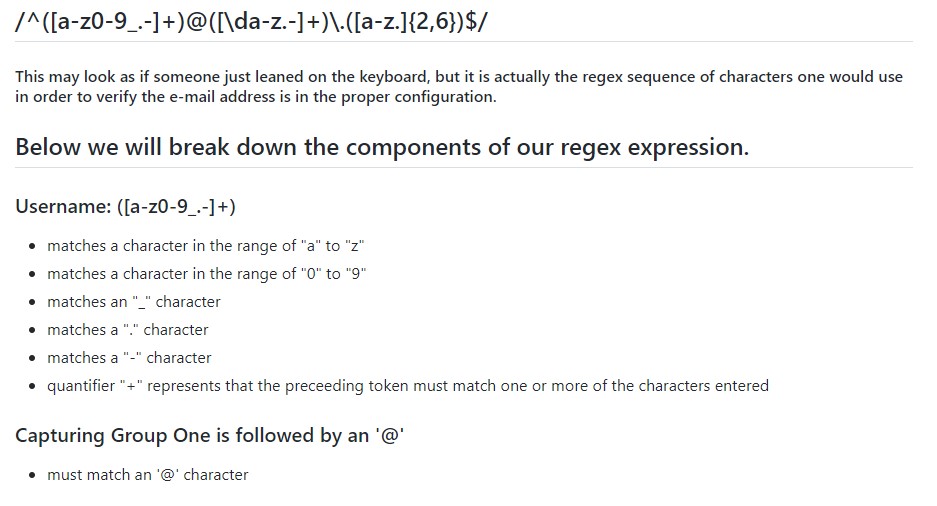 /^([a-z0-9_.-]+)@([\da-z.-]+)\.([a-z.]{2,6})$/
This may look as if someone just leaned on the keyboard, but it is actually the regex sequence of characters one would use
in order to verify the e-mail address is in the proper configuration.
Below we will break down the components of our regex expression.
Username: ([a-z0-9_.-]+)
• matches a character in the range of "a" to "z"
• matches a character in the range of "0" to "9"
• matches an "_" character
• matches a "." character
• matches a "-" character
• quantifier "+" represents that the preceeding token must match one or more of the characters entered
Capturing Group One is followed by an '@'
• must match an '@' character